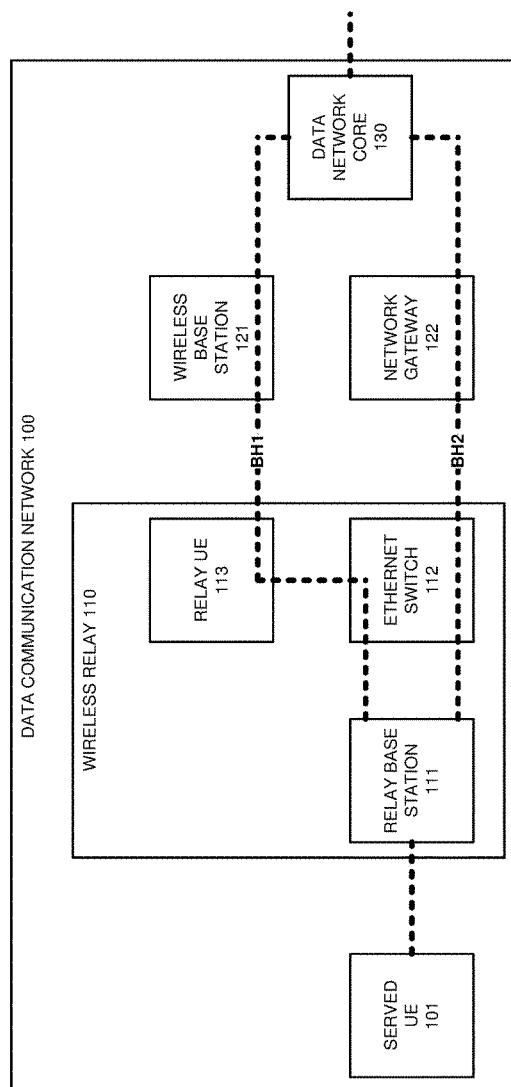 DATA COMMUNICATION NETWORK 100
WIRELESS RELAY 110
SERVED
UE
101
RELAY BASE
STATION
111
RELAY UE
113
ETHERNET
SWITCH
112
BH1
BH2
WIRELESS
BASE
STATION
121
NETWORK
GATEWAY
122
DATA
NETWORK
CORE
130